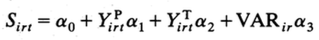 S_{irt} = α_0 + Y^P_{irt}α_1 + Y^T_{irt}α_2 + VAR_{ir}α_3